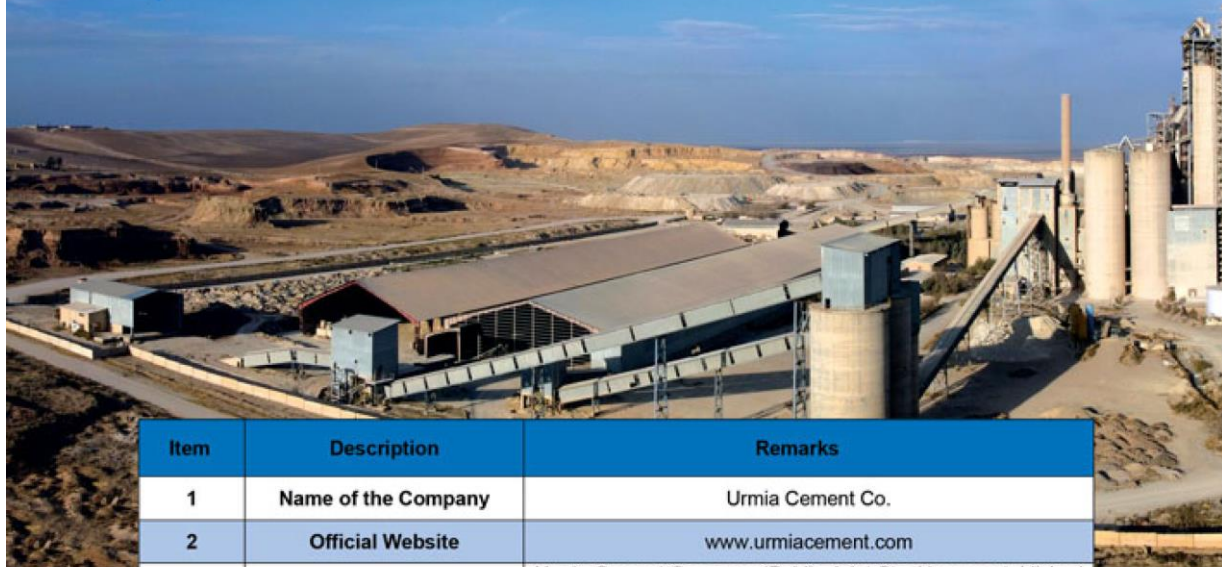 Item Description Remarks
1 Name of the Company Urmia Cement Co.
2 Official Website www.urmiacement.com